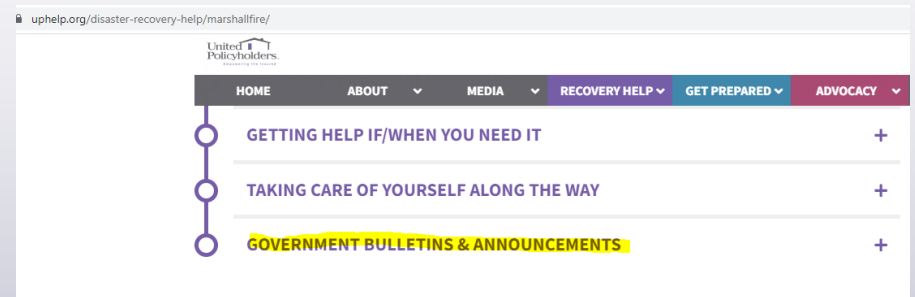 uphelp.org/disaster-recovery-help/marshallfire/
United
Policyholders
HOME ABOUT MEDIA RECOVERY HELP GET PREPARED ADVOCACY
GETTING HELP IF/WHEN YOU NEED IT +
TAKING CARE OF YOURSELF ALONG THE WAY +
GOVERNMENT BULLETINS & ANNOUNCEMENTS +